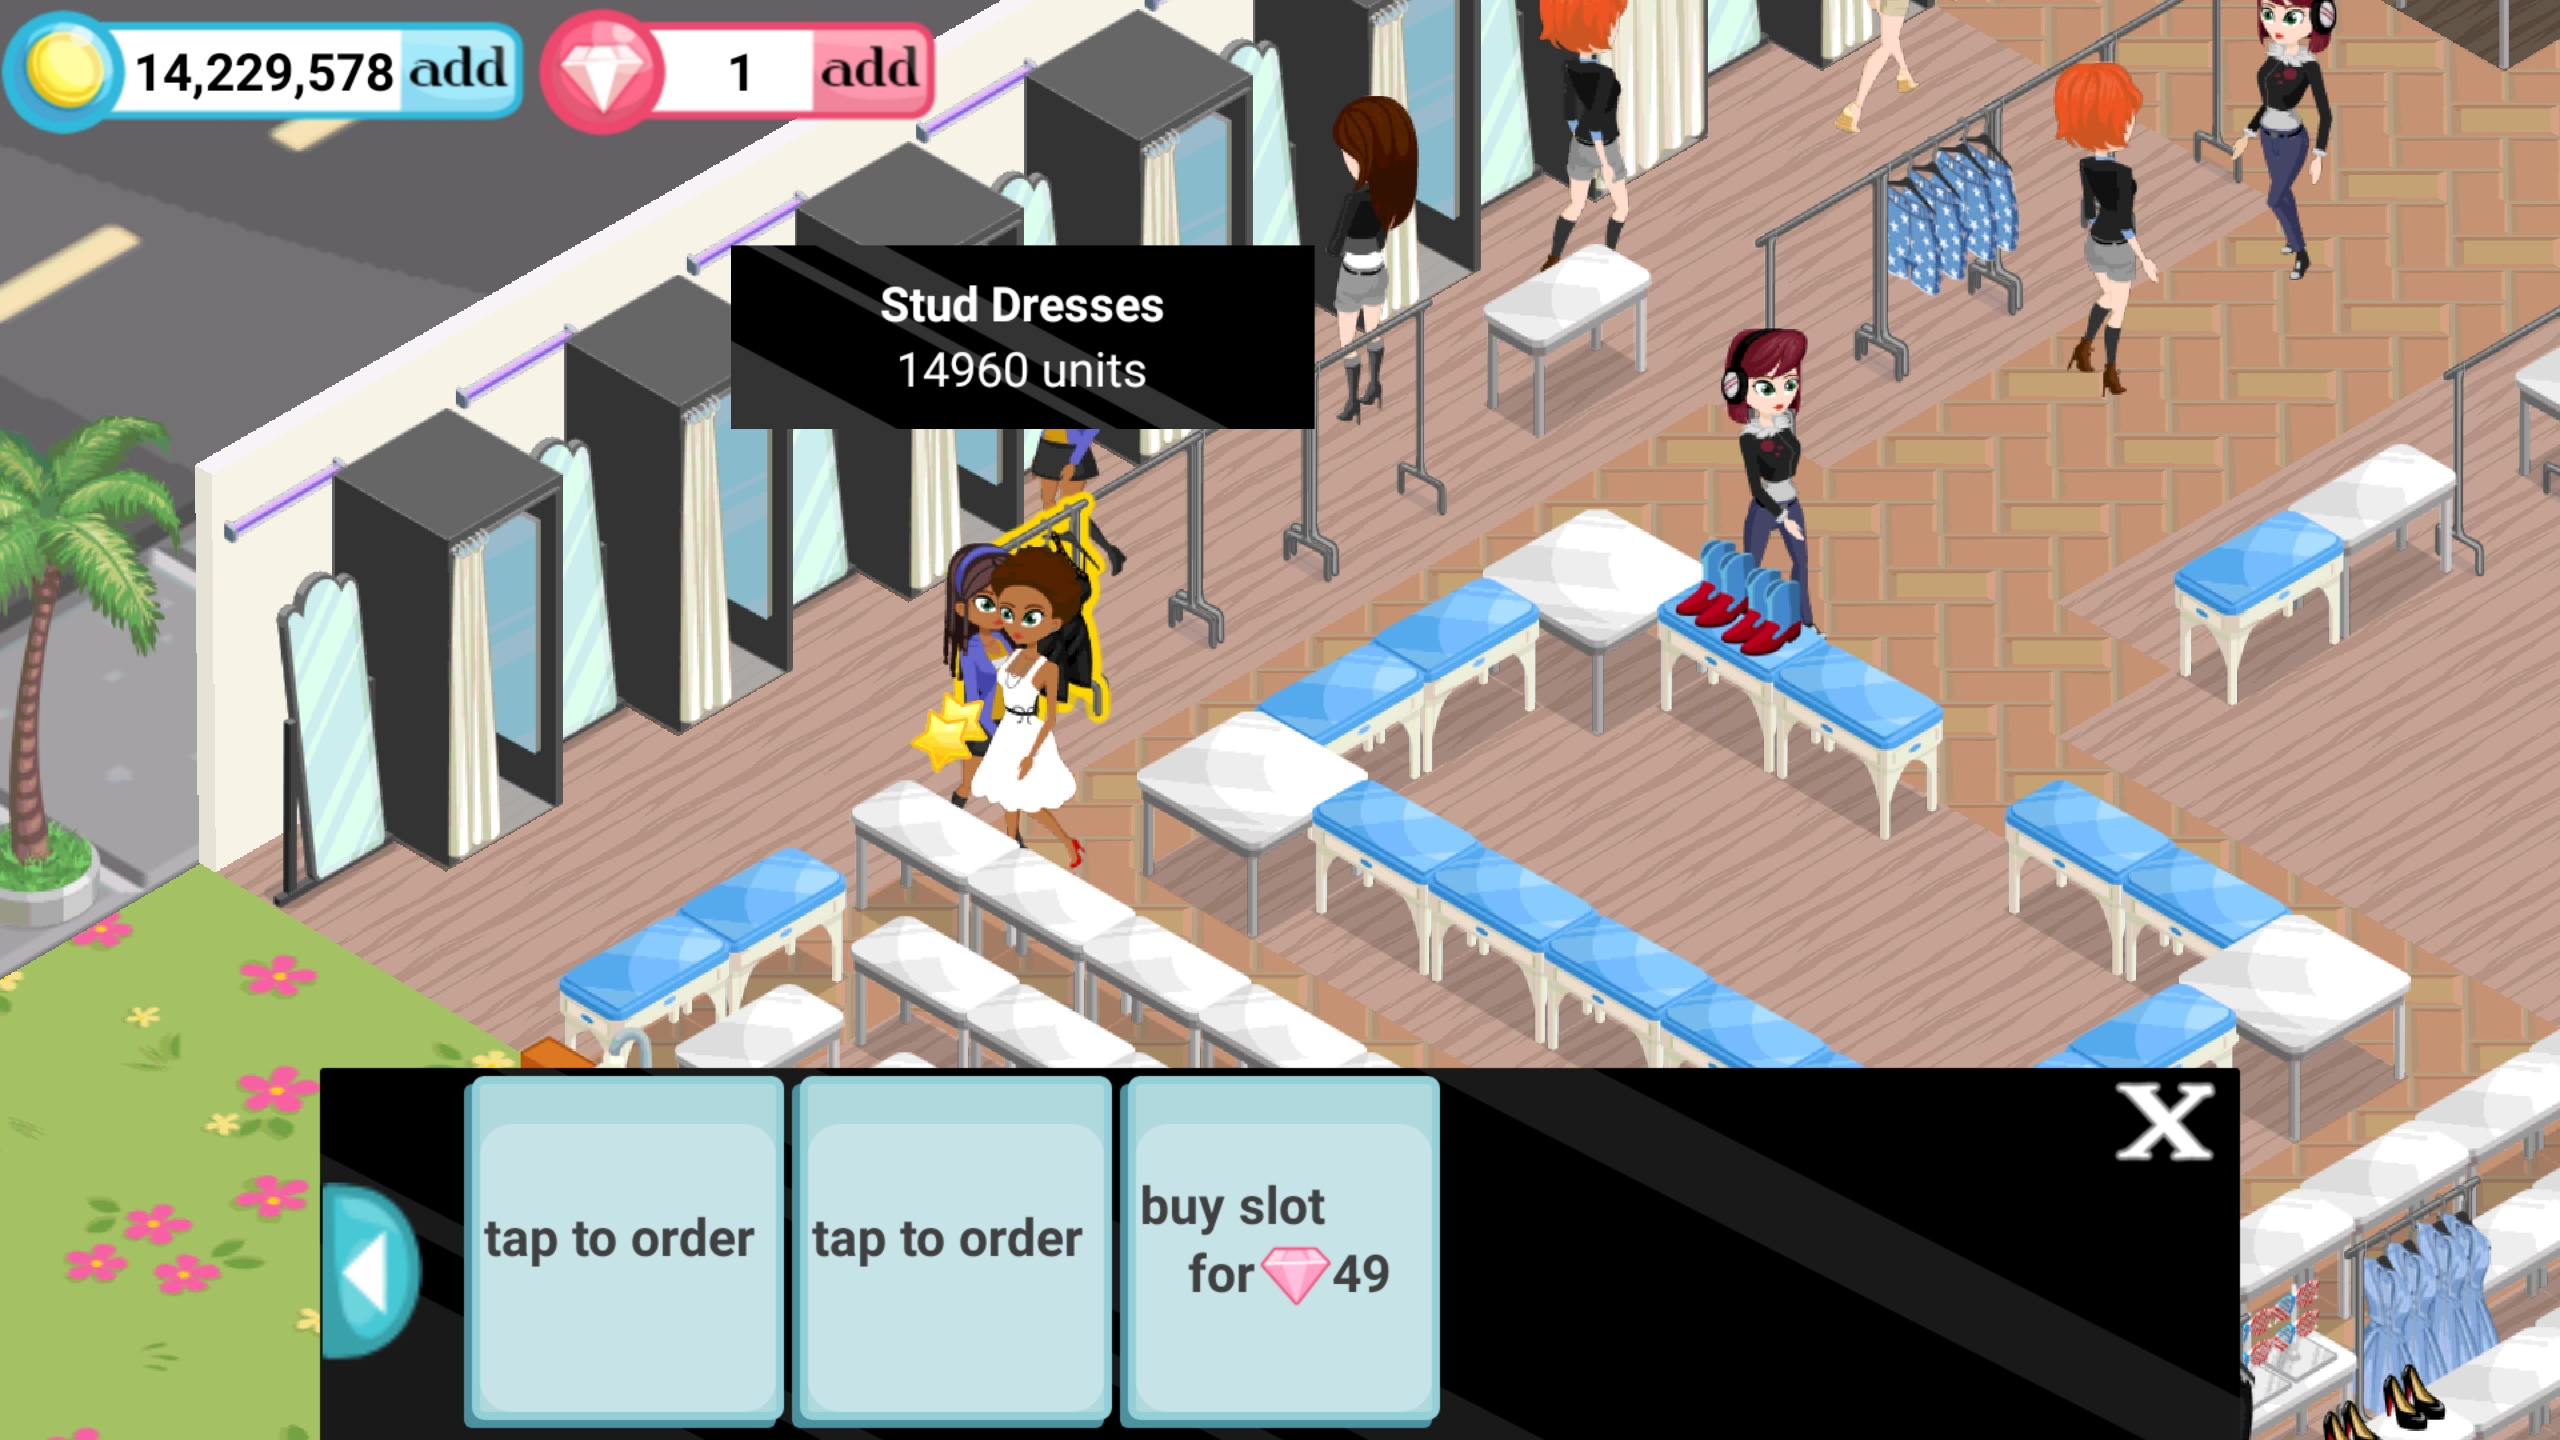 14,229,578 add
1 add
Stud Dresses
14960 units
tap to order
tap to order
buy slot
for 49
X